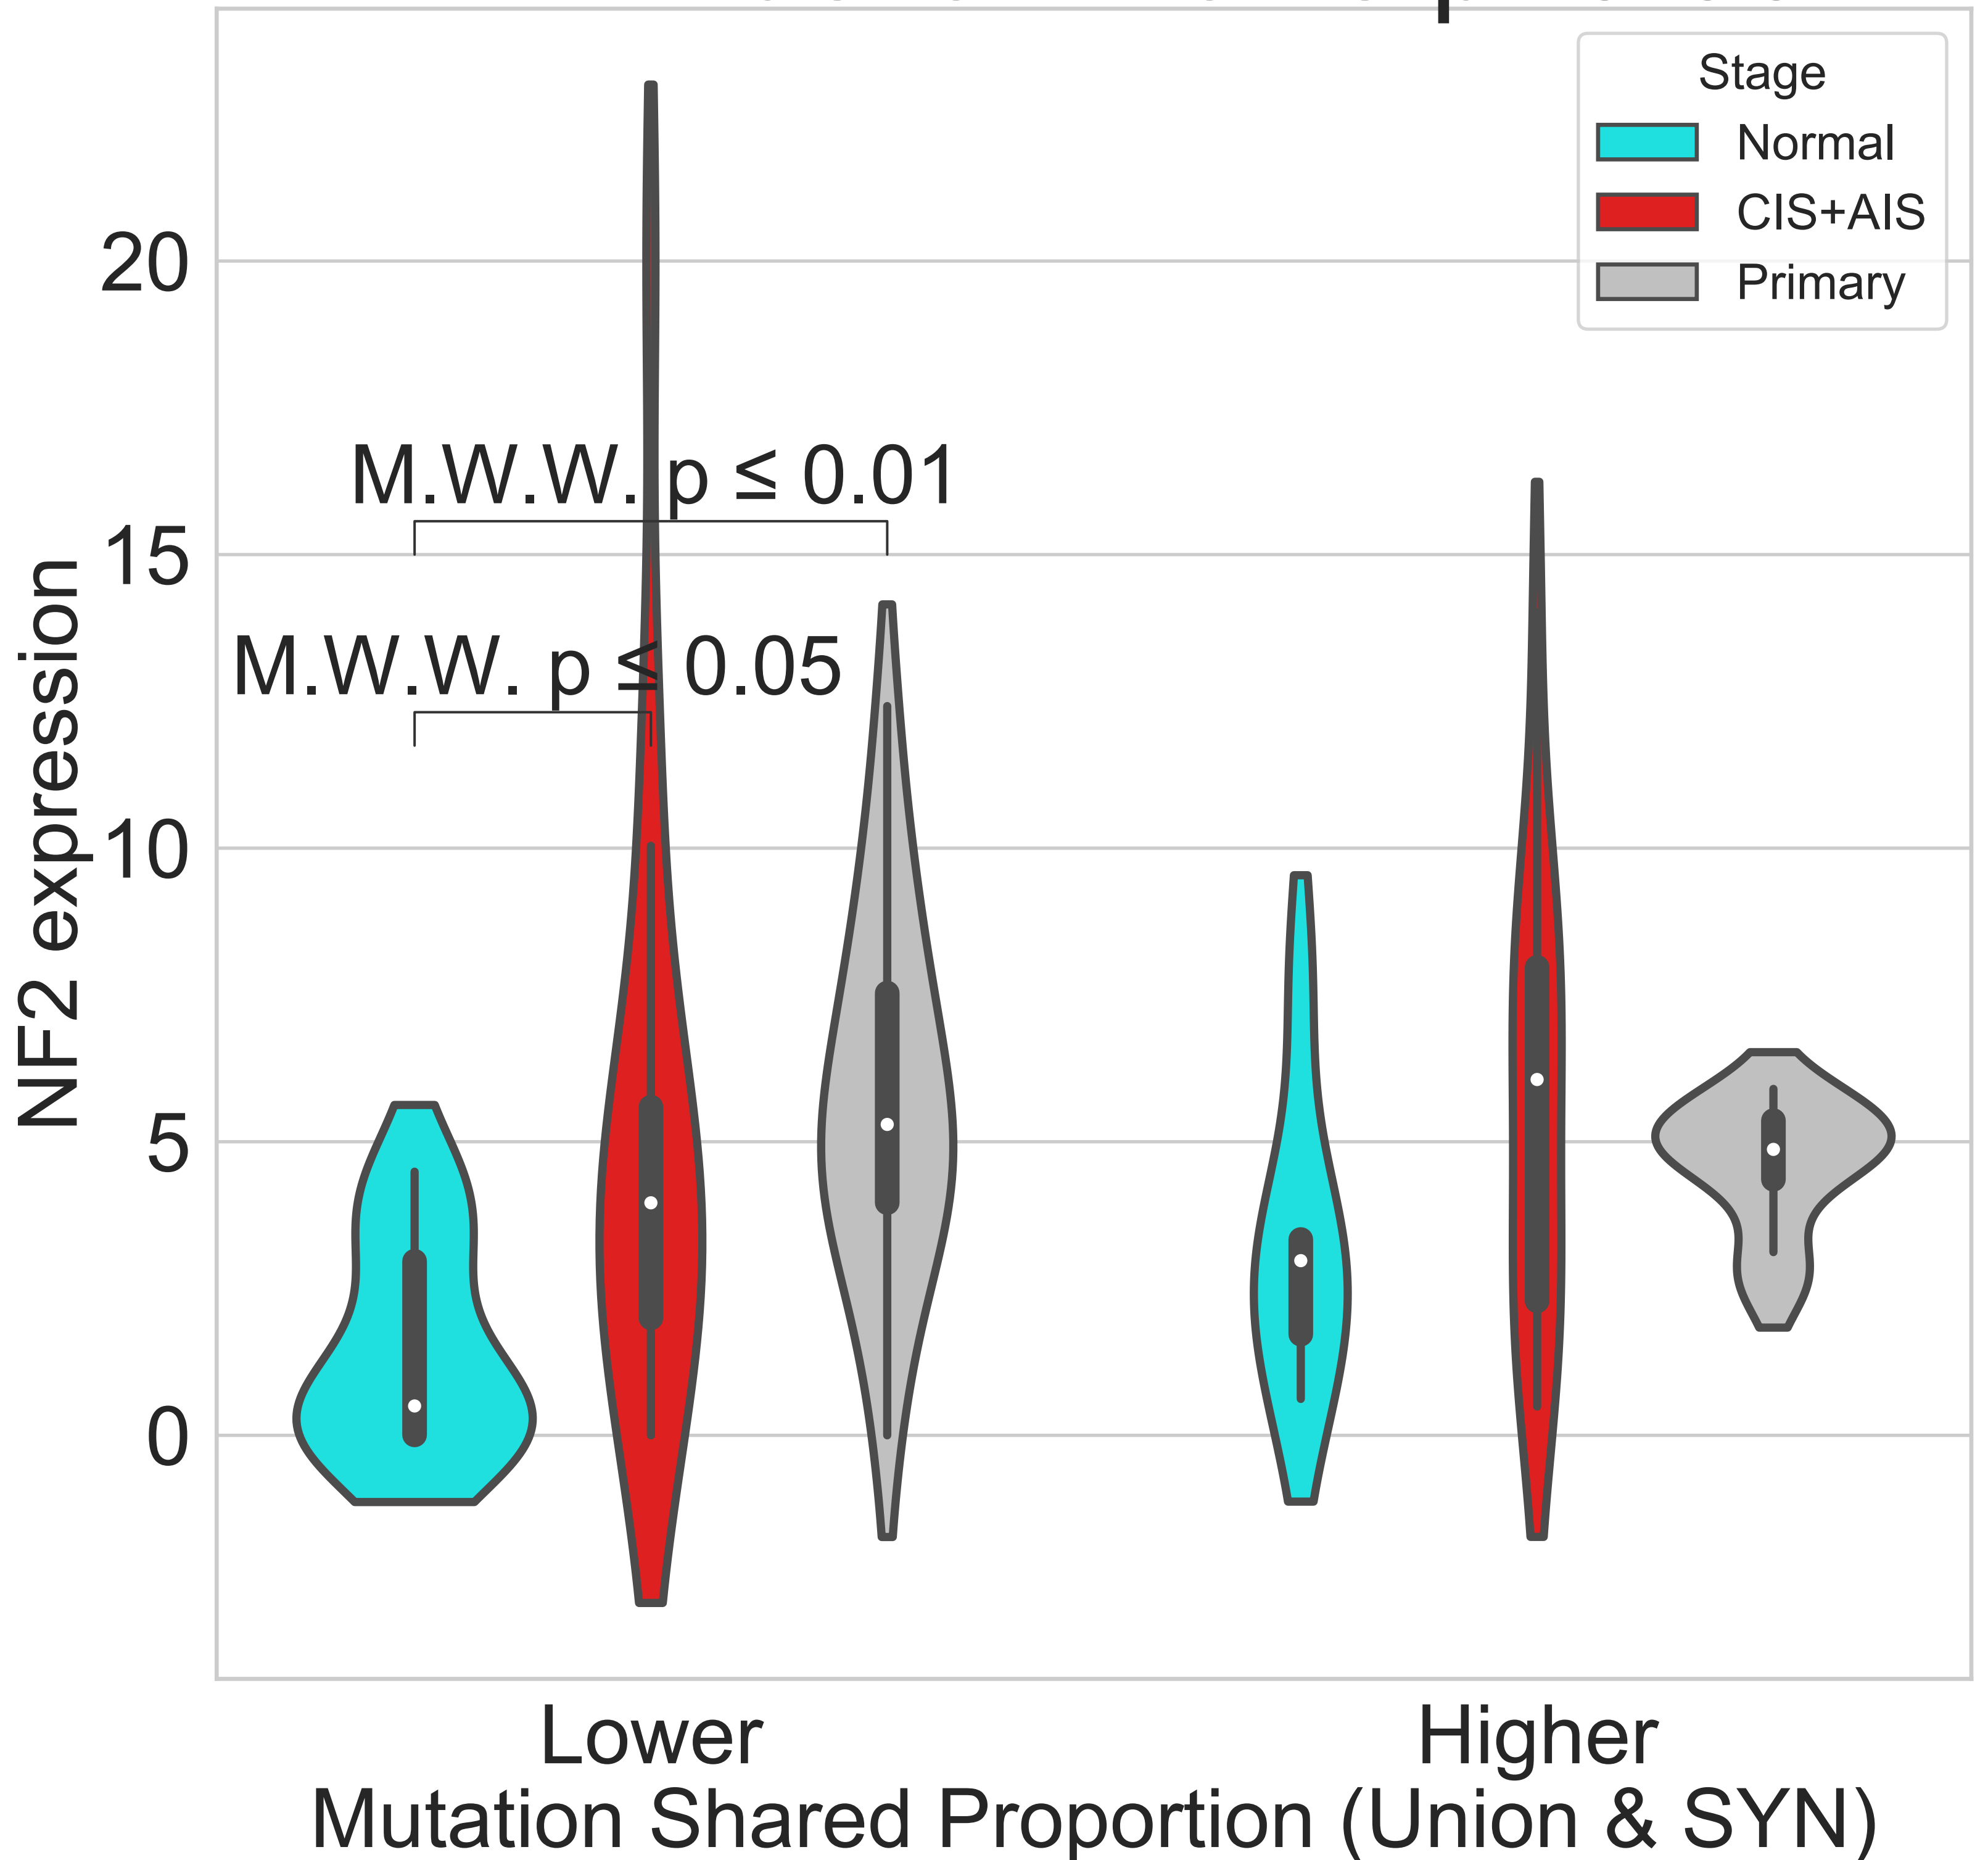 Stage
Normal
CIS+AIS
Primary
20
15
10
5
0
NF2 expression
M.W.W. p ≤ 0.01
M.W.W. p ≤ 0.05
Lower
Higher
Mutation Shared Proportion (Union & SYN)